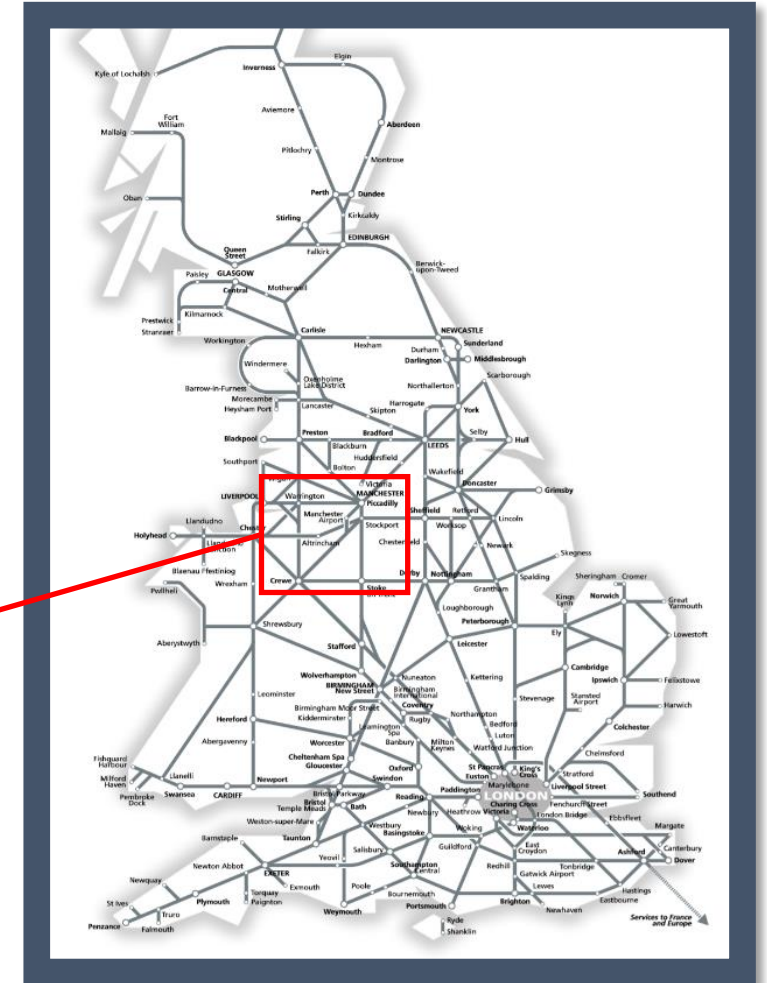 Elgin
Inverness
Kyle of Lochalsh
Aviemore
Fort
William
Aberdeen
Mallaig
Pitlochry
Montrose
Perth
Dundee
Oban
Stirling
Kirkcaldy
EDINBURGH
Queen
Street
Falkirk
Berwick-
upon-Tweed
Paisley
GLASGOW
Central
Motherwell
Kilmarnock
Prestwick
Stranraer
Carlisle
NEWCASTLE
Workington
Hexham
Sunderland
Durham
Darlington
Middlesbrough
Windermere
Scarborough
Oxenholme
Lake District
Northallerton
Barrow-in-Furness
Morecambe
Heysham Port
Lancaster
Harrogate
York
Skipton
Blackpool
Preston
Bradford
Selby
Blackburn
LEEDS
Hull
Huddersfield
Southport
Bolton
Wakefield
Victoria
Doncaster
MANCHESTER
Piccadilly
Grimsby
LIVERPOOL
Warrington
Manchester
Airport
Sheffield
Retford
Lincoln
Llandudno
Stockport
Worksop
Holyhead
Chester
Altrincham
Chesterfield
Newark
Skegness
Blaenau Ffestiniog
Crewe
Derby
Nottingham
Spalding
Sheringham
Cromer
Wrexham
Stoke
Grantham
Pwllheli
Kings
Lynn
Norwich
Great
Yarmouth
Loughborough
Peterborough
Ely
Lowestoft
Shrewsbury
Aberystwyth
Stafford
Leicester
Wolverhampton
BIRMINGHAM
New Street
Nuneaton
Birmingham
International
Kettering
Cambridge
Ipswich
Felixstowe
Leominster
Birmingham Moor Street
Coventry
Stevenage
Stansted
Airport
Harwich
Kidderminster
Rugby
Northampton
Hereford
Leamington
Spa
Bedford
Colchester
Abergavenny
Worcester
Banbury
Milton
Keynes
Luton
Cheltenham Spa
Watford Junction
Chelmsford
Fishguard
Harbour
Gloucester
Oxford
St Pancras
King's
Cross
Euston
Stratford
Milford
Haven
Llanelli
Swindon
Marylebone
Liverpool Street
Pembroke
Dock
Swansea
CARDIFF
Newport
Bristol Parkway
Reading
Paddington
LONDON
Southend
Bristol
Temple Meads
Bath
Newbury
Heathrow
Charing Cross
Victoria
Fenchurch Street
London Bridge
Ebbsfleet
Weston-super-Mare
Westbury
Basingstoke
Woking
Waterloo
Margate
Barnstaple
Taunton
Salisbury
Guildford
East
Croydon
Ashford
Canterbury
Dover
Newton Abbot
Yeovil
Southampton
Central
Redhill
Tonbridge
Gatwick Airport
Newquay
EXETER
Exmouth
Poole
Bournemouth
Lewes
Hastings
Eastbourne
St Ives
Plymouth
Torquay
Paignton
Weymouth
Portsmouth
Brighton
Newhaven
Truro
Penzance
Falmouth
Ryde
Shanklin
Services to France
and Europe